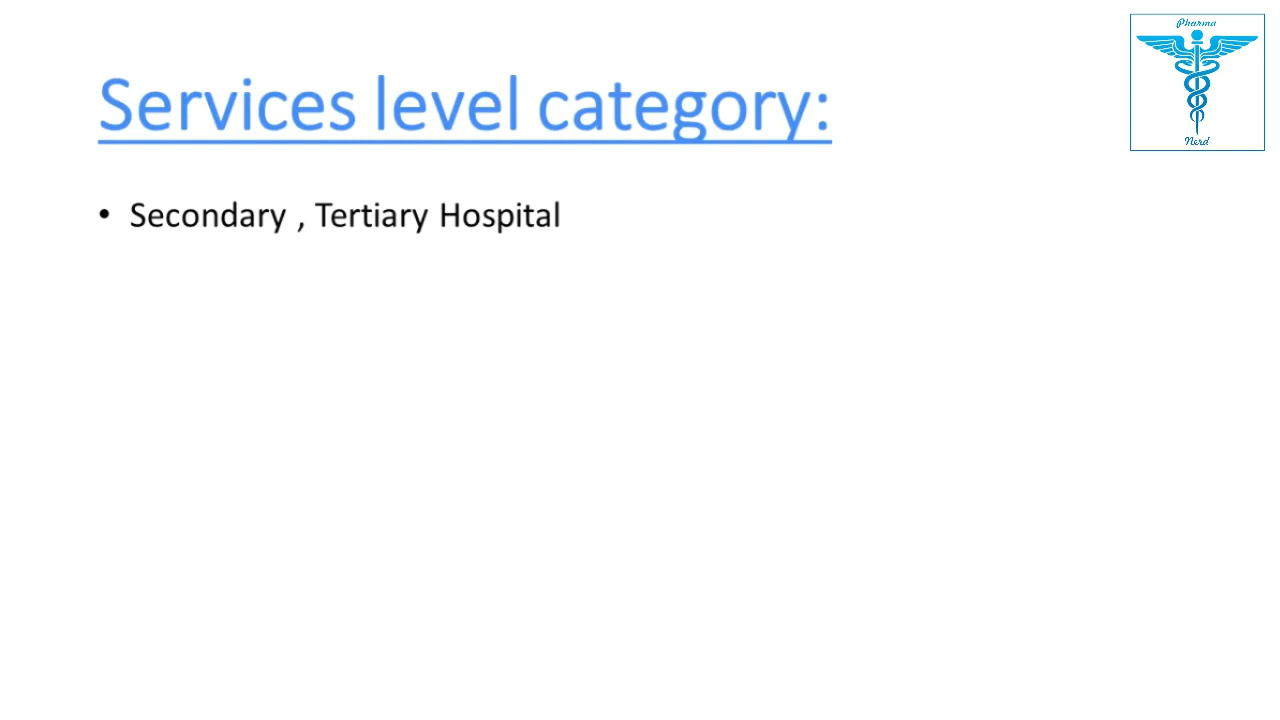 Pharma
Services level category:
Nerd
• Secondary , Tertiary Hospital